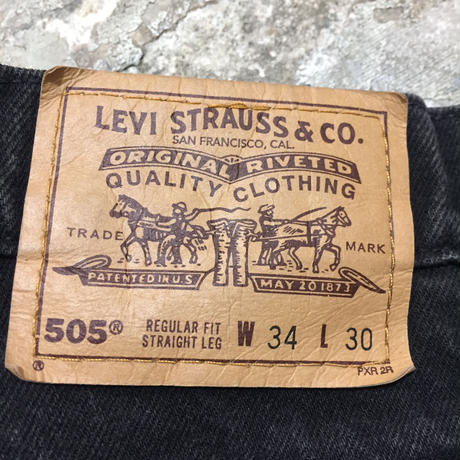 LEVI STRAUSS & CO.
SAN FRANCISCO, CAL.
ORIGINAL RIVETED
QUALITY CLOTHING
TRADE MARK
PATENTED IN U.S. MAY 20 1873
505® REGULAR FIT STRAIGHT LEG W 34 L 30
® PXR 2R